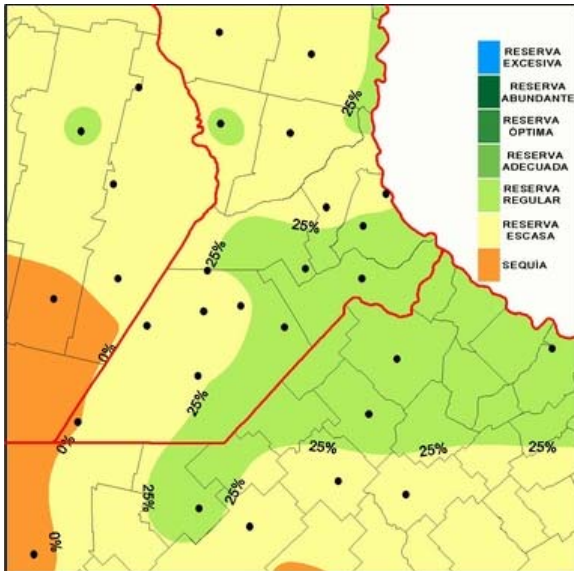 25%
RESERVA
EXCESIVA
RESERVA
ABUNDANTE
RESERVA
ÓPTIMA
RESERVA
ADECUADA
RESERVA
REGULAR
RESERVA
ESCASA
SEQUÍA
25%
25%
0%
25%
0%
25%
25%
25%
25%
25%
0%